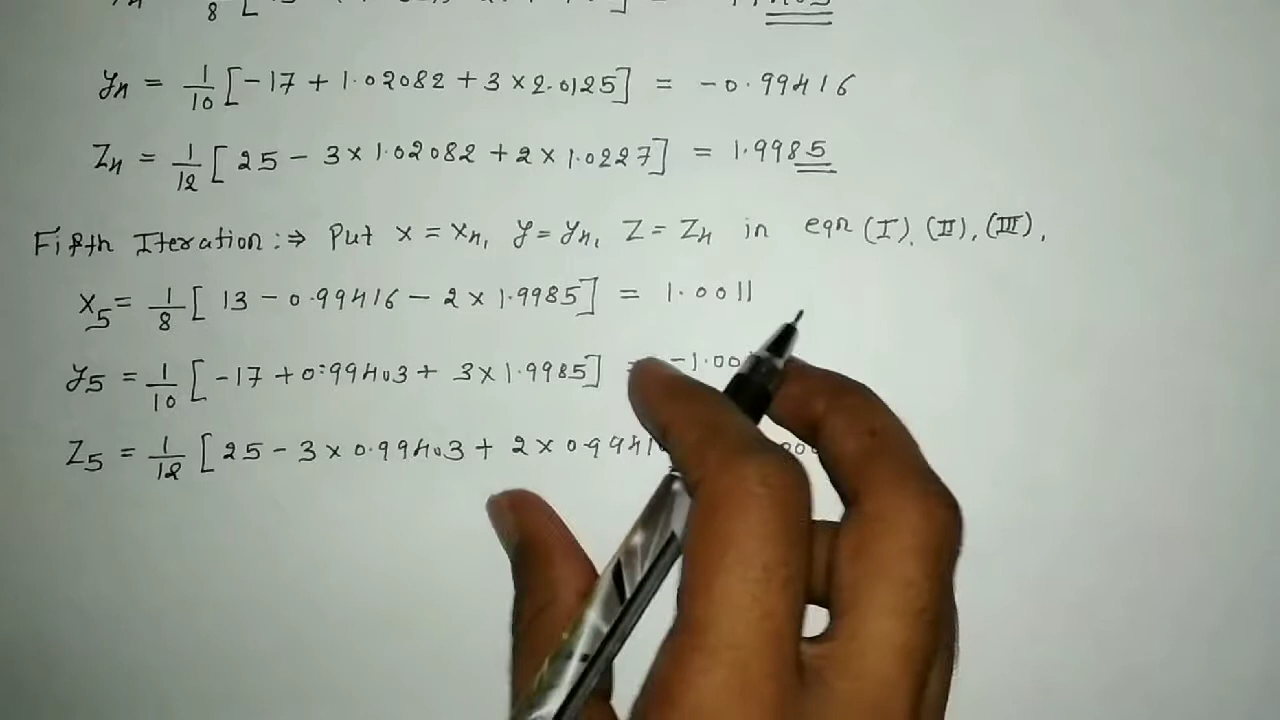 y₄ = 1/10 [-17 + 1.02082 + 3 × 2.0125] = -0.99416
Z₄ = 1/12 [25 - 3 × 1.02082 + 2 × 1.0227] = 1.9985
Fifth Iteration :⇒ Put x = x₄, y = y₄, Z = Z₄ in eqn (I), (II), (III),
x₅ = 1/8 [13 - 0.99416 - 2 × 1.9985] = 1.0011
y₅ = 1/10 [-17 + 0.99403 + 3 × 1.9985] = -1.00
Z₅ = 1/12 [25 - 3 × 0.99403 + 2 × 0.9941